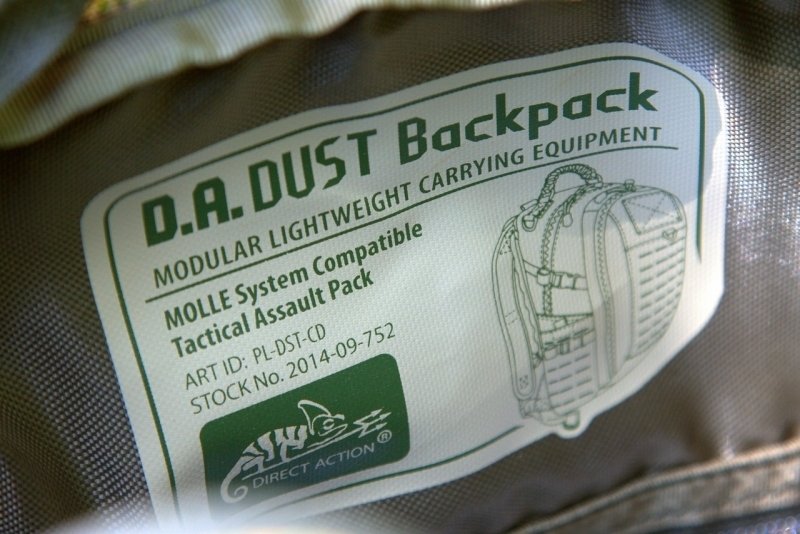 D.A. DUST Backpack
MODULAR LIGHTWEIGHT CARRYING EQUIPMENT
MOLLE System Compatible
Tactical Assault Pack
ART ID: PL-DST-CD
STOCK No. 2014-09-752
DIRECT ACTION®